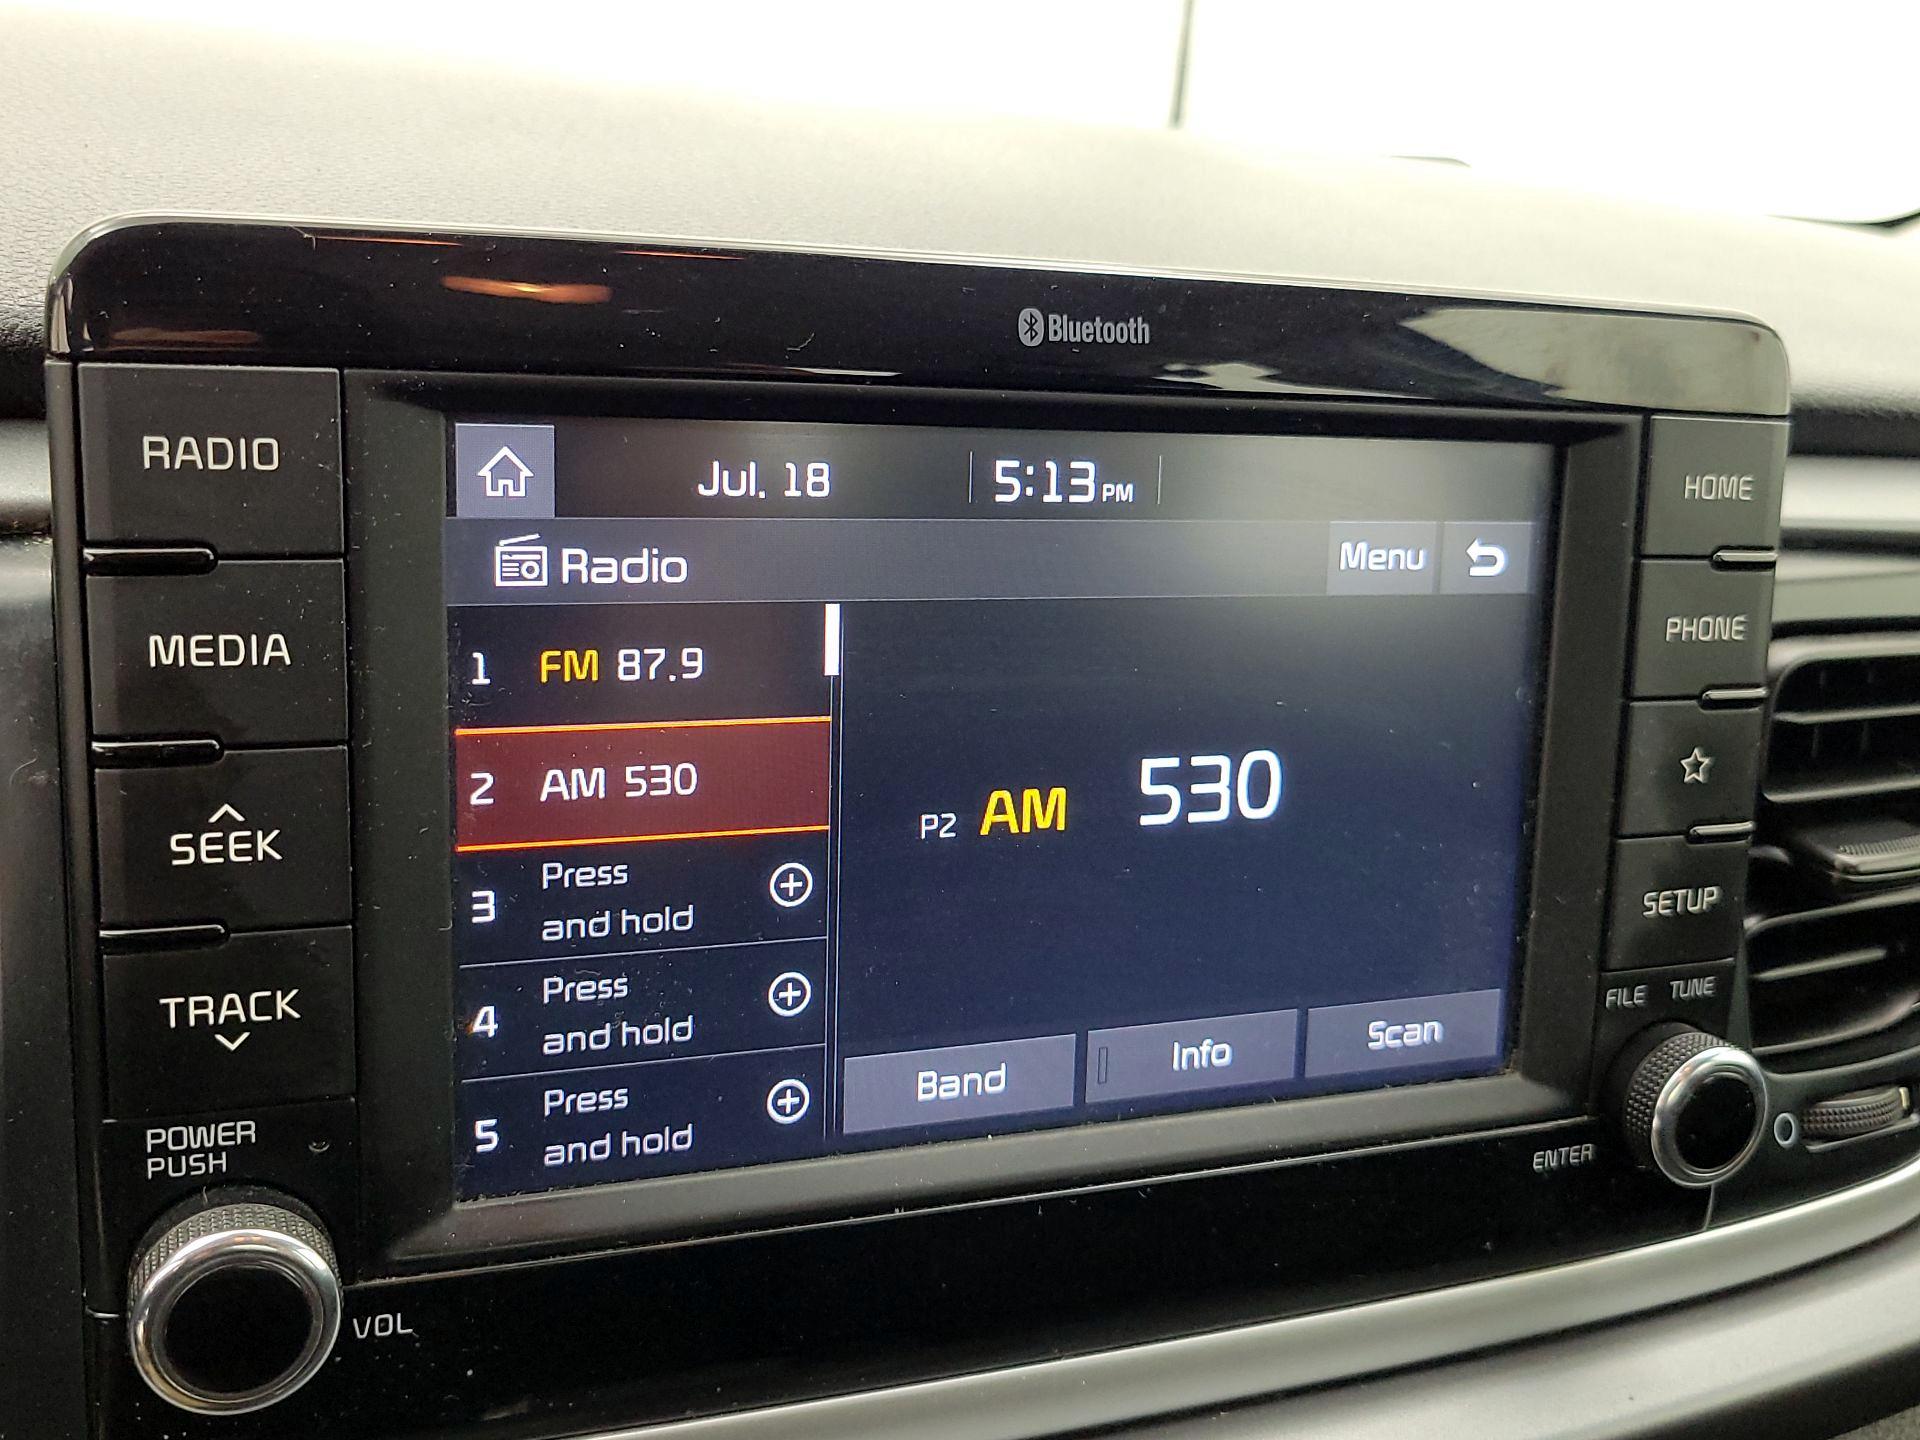 Bluetooth
RADIO
MEDIA
SEEK
TRACK
POWER
PUSH
VOL
Jul. 18
5:13 PM
Radio
Menu
1 FM 87.9
2 AM 530
3 Press
and hold
4 Press
and hold
5 Press
and hold
P2 AM 530
Band
Info
Scan
HOME
PHONE
SETUP
FILE TUNE
ENTER